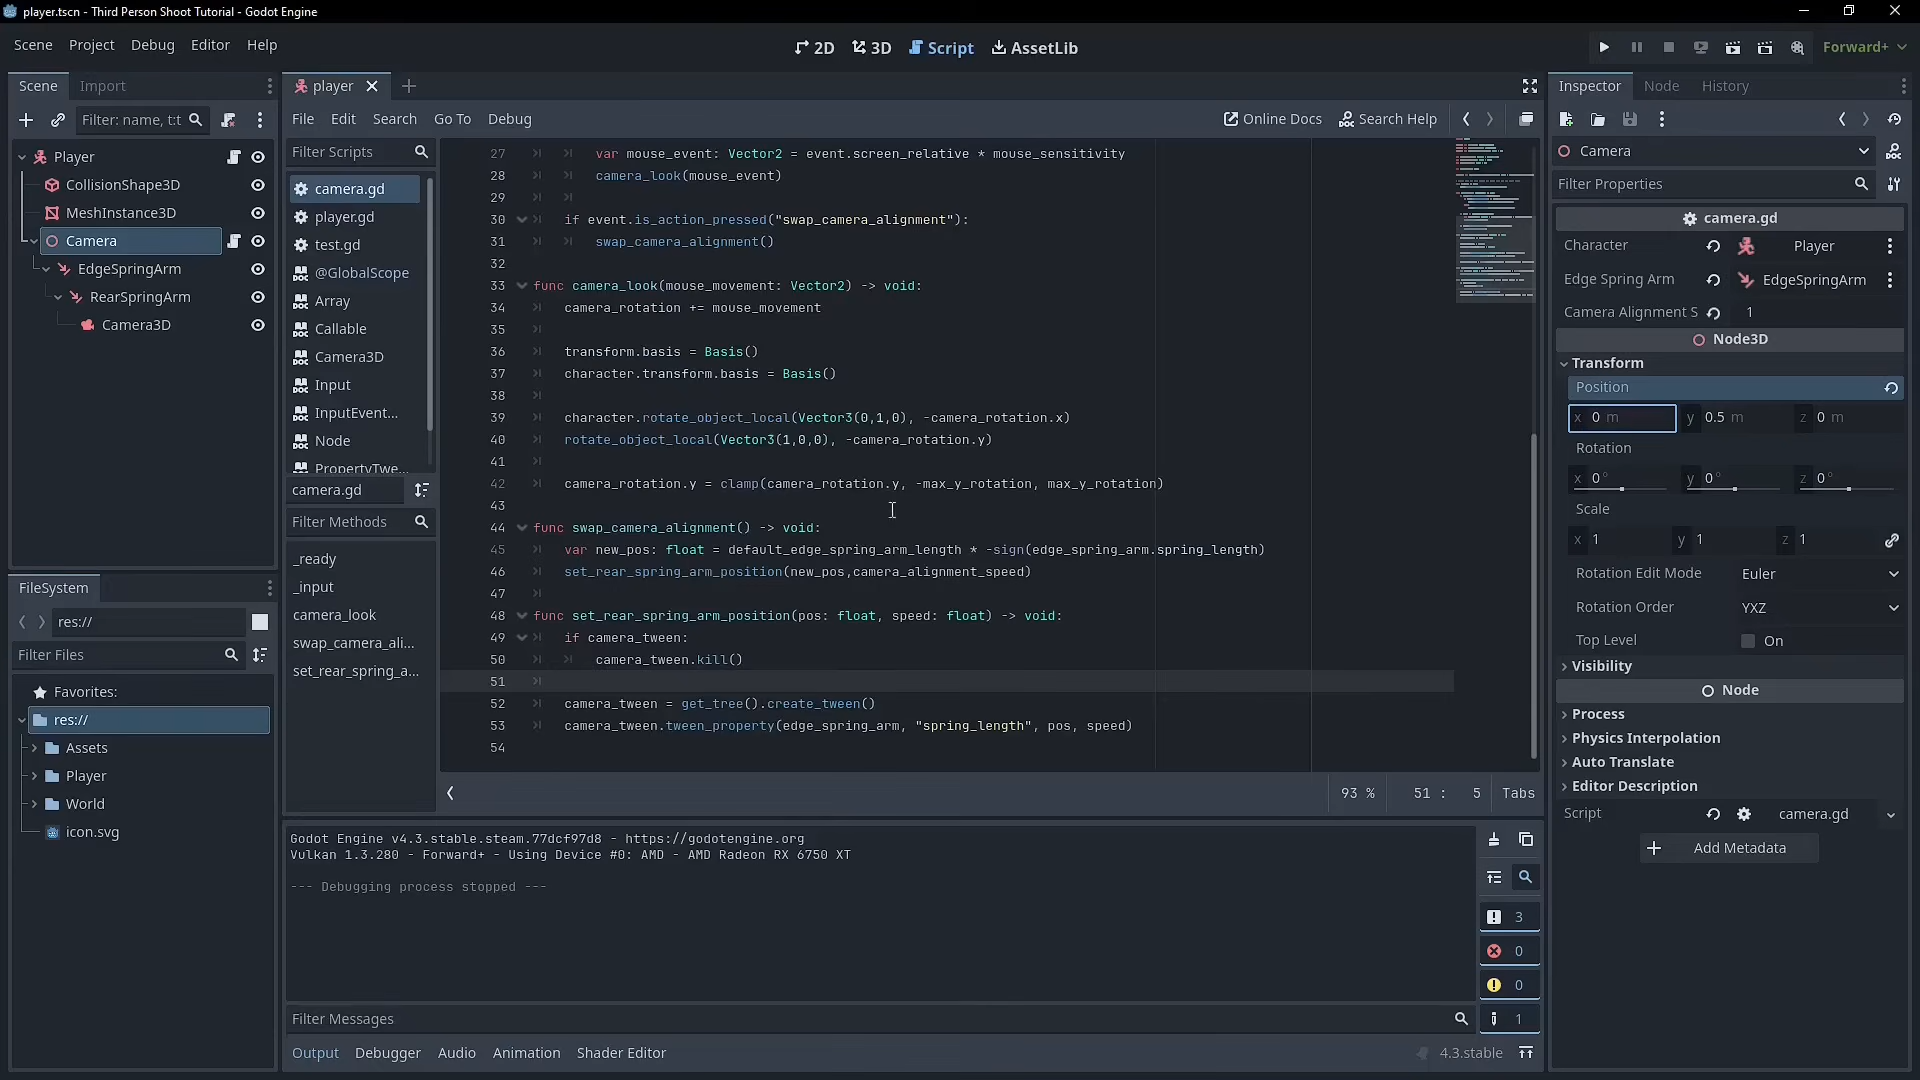 player.tscn - Third Person Shoot Tutorial - Godot Engine
Scene Project Debug Editor Help
2D 3D Script AssetLib
Forward+
Scene Import
Filter: name, t:t
Player
CollisionShape3D
MeshInstance3D
Camera
EdgeSpringArm
RearSpringArm
Camera3D
FileSystem
res://
Filter Files
Favorites:
res://
Assets
Player
World
icon.svg
player
File Edit Search Go To Debug
Online Docs Search Help
Filter Scripts
camera.gd
player.gd
test.gd
@GlobalScope
Array
Callable
Camera3D
Input
InputEvent...
Node
PropertyTwe...
camera.gd
Filter Methods
_ready
_input
camera_look
swap_camera_ali...
set_rear_spring_a...
27 var mouse_event: Vector2 = event.screen_relative * mouse_sensitivity
28 camera_look(mouse_event)
29
30 if event.is_action_pressed("swap_camera_alignment"):
31 swap_camera_alignment()
32
33 func camera_look(mouse_movement: Vector2) -> void:
34 camera_rotation += mouse_movement
35
36 transform.basis = Basis()
37 character.transform.basis = Basis()
38
39 character.rotate_object_local(Vector3(0,1,0), -camera_rotation.x)
40 rotate_object_local(Vector3(1,0,0), -camera_rotation.y)
41
42 camera_rotation.y = clamp(camera_rotation.y, -max_y_rotation, max_y_rotation)
43
44 func swap_camera_alignment() -> void:
45 var new_pos: float = default_edge_spring_arm_length * -sign(edge_spring_arm.spring_length)
46 set_rear_spring_arm_position(new_pos,camera_alignment_speed)
47
48 func set_rear_spring_arm_position(pos: float, speed: float) -> void:
49 if camera_tween:
50 camera_tween.kill()
51
52 camera_tween = get_tree().create_tween()
53 camera_tween.tween_property(edge_spring_arm, "spring_length", pos, speed)
54
93 % 51 : 5 Tabs
Godot Engine v4.3.stable.steam.77dcf97d8 - https://godotengine.org
Vulkan 1.3.280 - Forward+ - Using Device #0: AMD - AMD Radeon RX 6750 XT
--- Debugging process stopped ---
3
0
0
1
Filter Messages
Output Debugger Audio Animation Shader Editor
4.3.stable
Inspector Node History
Camera
Filter Properties
camera.gd
Character Player
Edge Spring Arm EdgeSpringArm
Camera Alignment S 1
Node3D
Transform
Position
x 0 m y 0.5 m z 0 m
Rotation
x 0° y 0° z 0°
Scale
x 1 y 1 z 1
Rotation Edit Mode Euler
Rotation Order YXZ
Top Level On
Visibility
Node
Process
Physics Interpolation
Auto Translate
Editor Description
Script camera.gd
Add Metadata